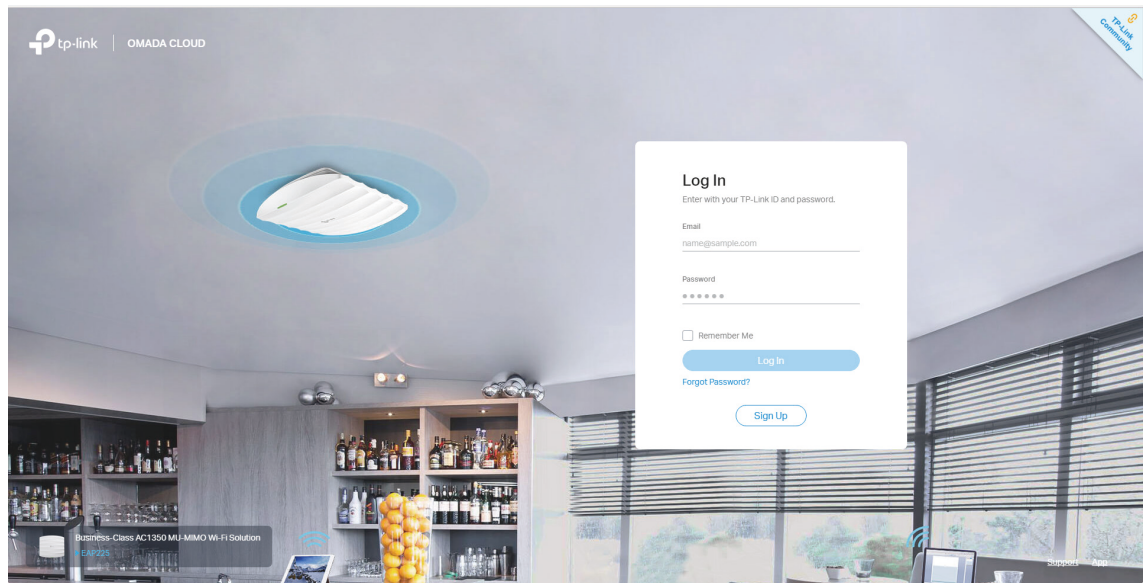 tp-link | OMADA CLOUD
TP-Link
Community
Log In
Enter with your TP-Link ID and password.
Email
name@sample.com
Password
Remember Me
Log In
Forgot Password?
Sign Up
Business-Class AC1350 MU-MIMO Wi-Fi Solution
EAP225
Support App